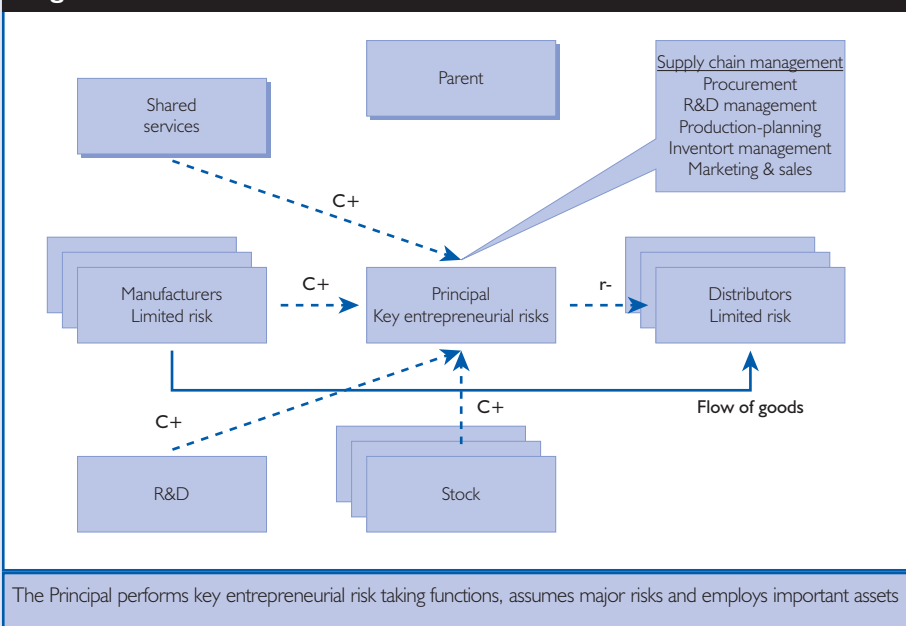 Parent
Supply chain management
Procurement
R&D management
Production-planning
Inventort management
Marketing & sales
Shared
services
C+
Manufacturers
Limited risk
C+
Principal
Key entrepreneurial risks
r-
Distributors
Limited risk
Flow of goods
C+
C+
R&D
Stock
The Principal performs key entrepreneurial risk taking functions, assumes major risks and employs important assets